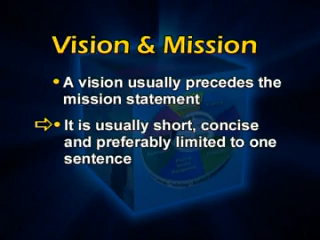 Vision & Mission
• A vision usually precedes the
mission statement
• It is usually short, concise
and preferably limited to one
sentence